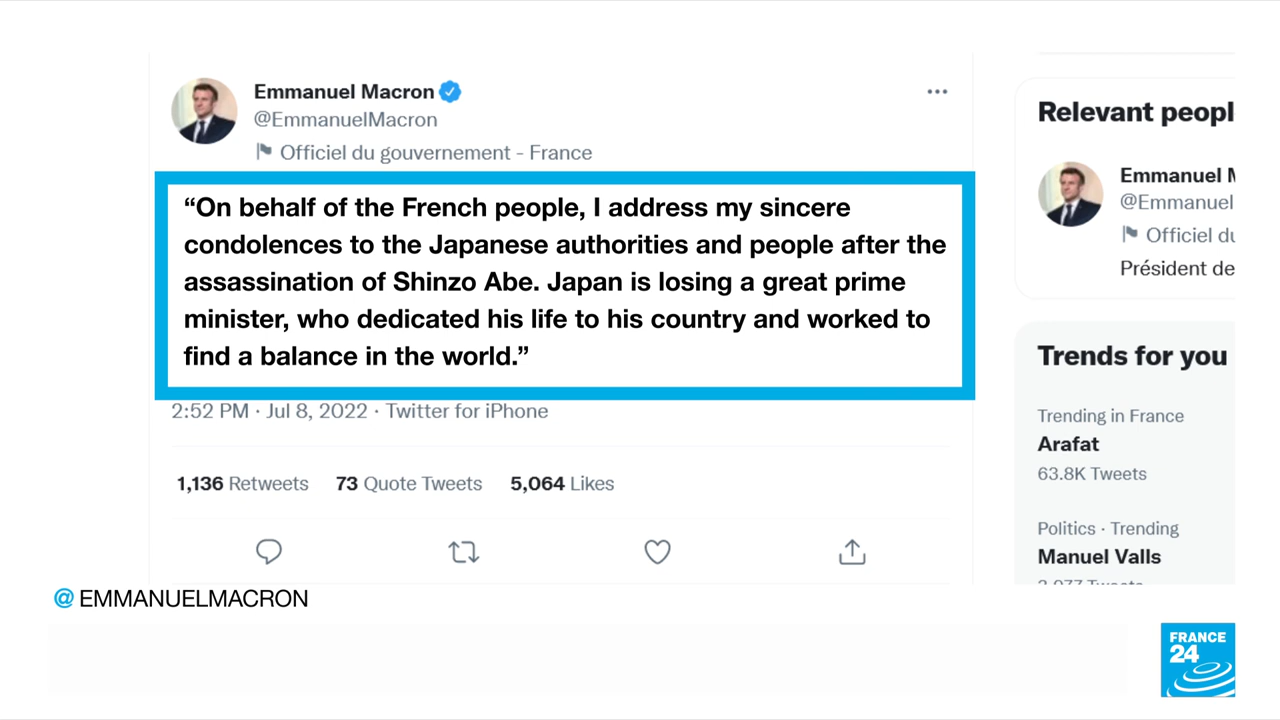 Emmanuel Macron
@EmmanuelMacron
Officiel du gouvernement - France
“On behalf of the French people, I address my sincere
condolences to the Japanese authorities and people after the
assassination of Shinzo Abe. Japan is losing a great prime
minister, who dedicated his life to his country and worked to
find a balance in the world.”
2:52 PM · Jul 8, 2022 · Twitter for iPhone
1,136 Retweets 73 Quote Tweets 5,064 Likes
Relevant peopl
Emmanuel M
@Emmanuel
Officiel du
Président de
Trends for you
Trending in France
Arafat
63.8K Tweets
Politics · Trending
Manuel Valls
@ EMMANUELMACRON
FRANCE
24